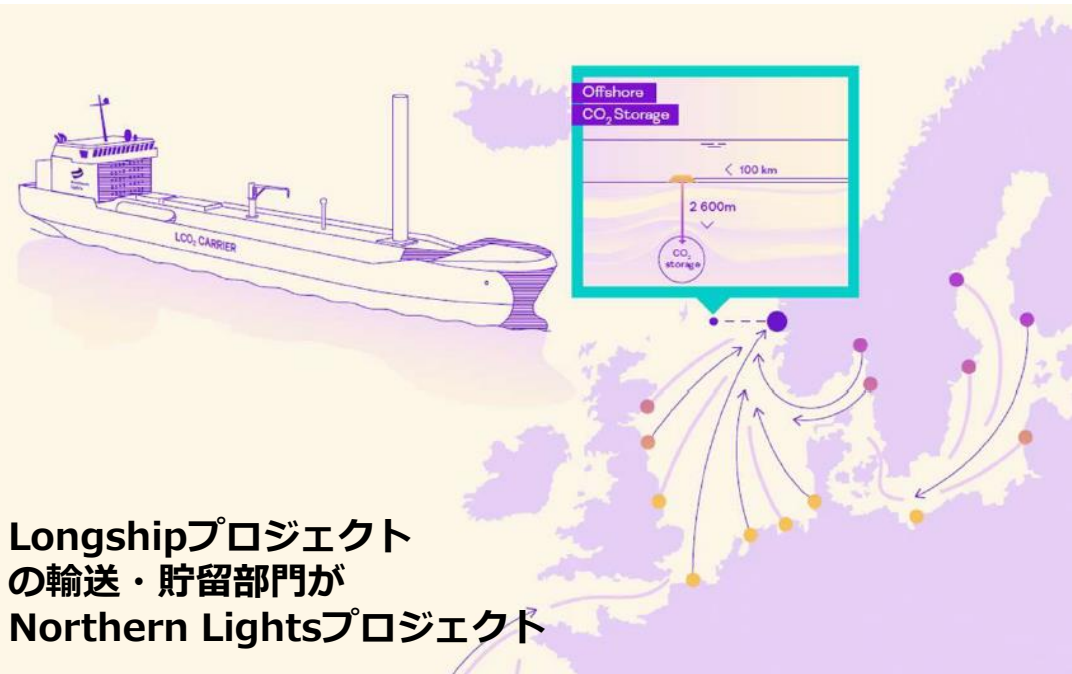 Offshore
CO₂ Storage
< 100 km
2 600m
CO₂
storage
LCO₂ CARRIER
Longshipプロジェクト
の輸送・貯留部門が
Northern Lightsプロジェクト